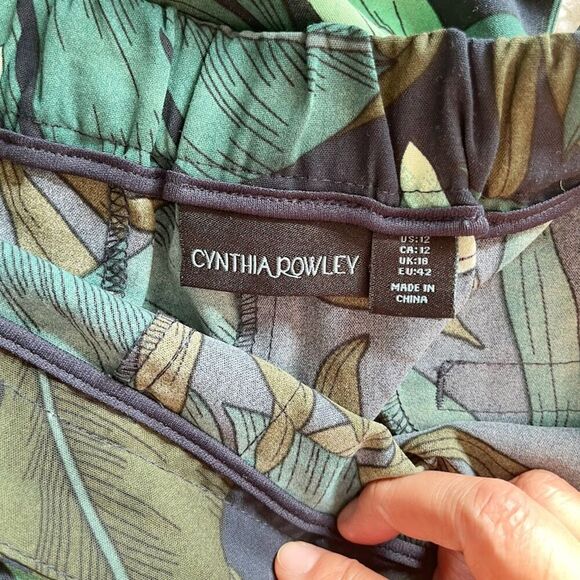 CYNTHIA ROWLEY
US:12
CA:12
UK:16
EU:42
MADE IN
CHINA